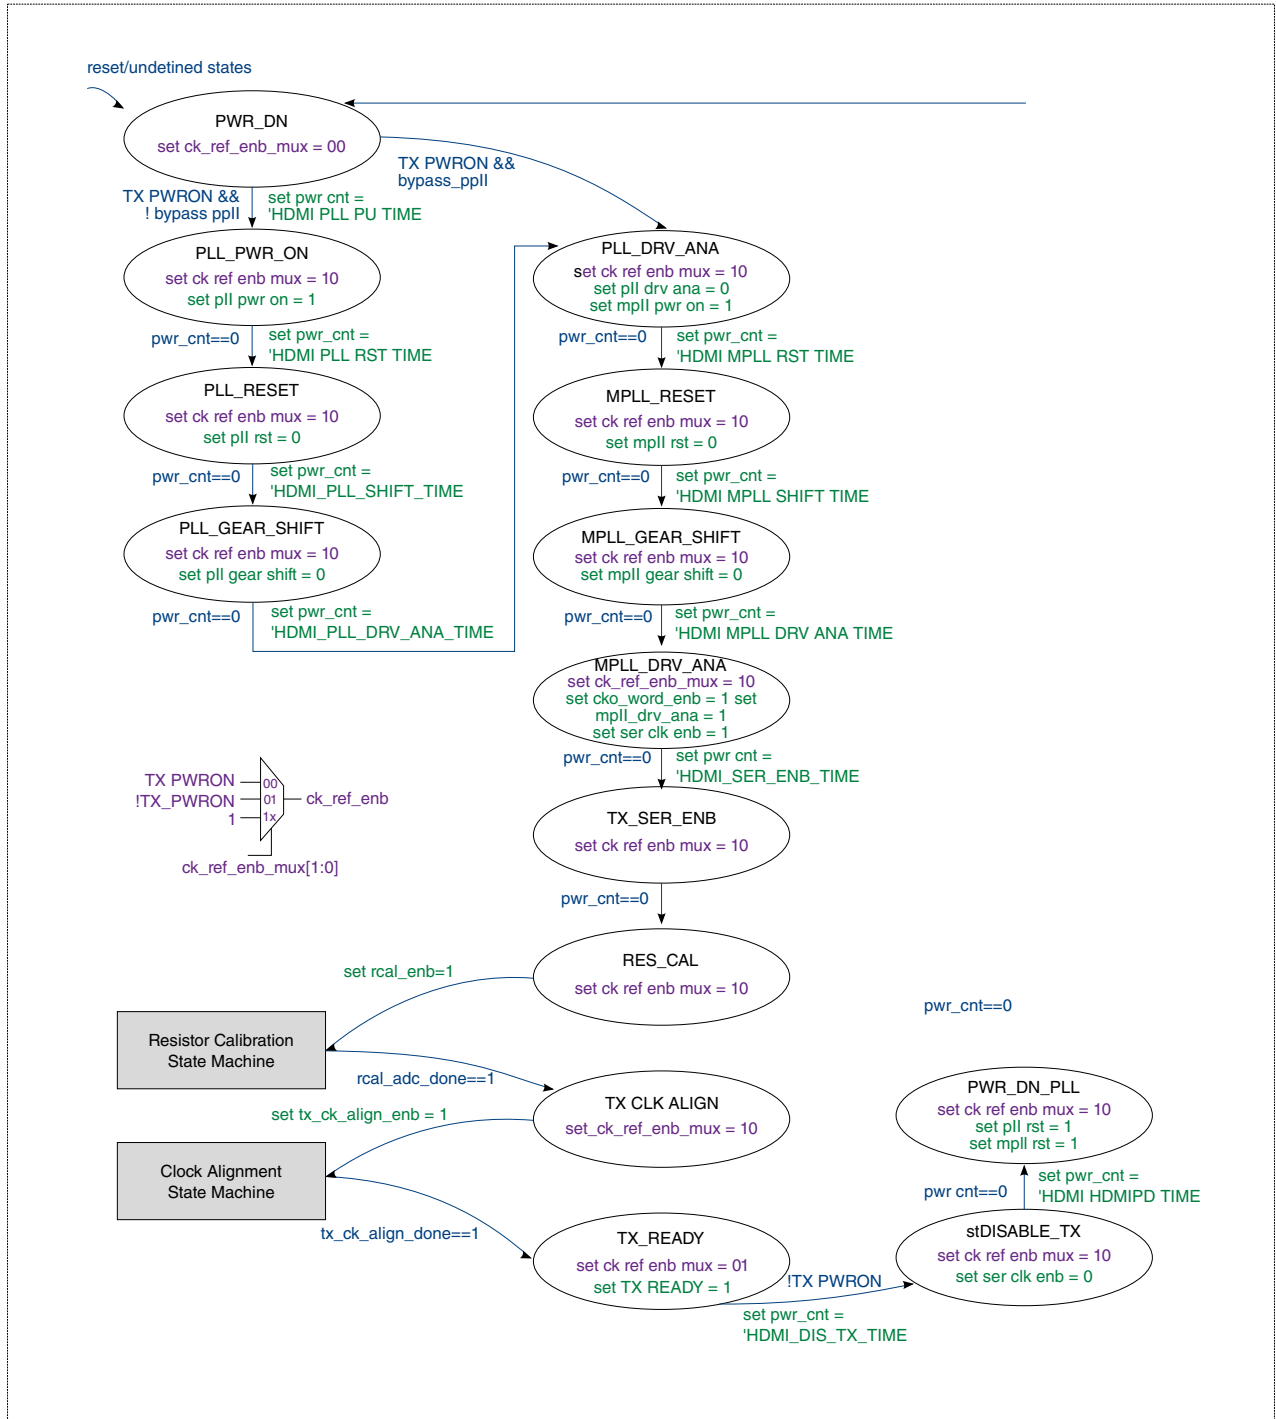 reset/undetined states
PWR_DN
set ck_ref_enb_mux = 00
TX PWRON &&
bypass_ppll
TX PWRON &&
! bypass ppll
set pwr cnt =
'HDMI PLL PU TIME
PLL_PWR_ON
set ck ref enb mux = 10
set pll pwr on = 1
pwr_cnt==0
set pwr_cnt =
'HDMI PLL RST TIME
PLL_RESET
set ck ref enb mux = 10
set pll rst = 0
pwr_cnt==0
set pwr_cnt =
'HDMI_PLL_SHIFT_TIME
PLL_GEAR_SHIFT
set ck ref enb mux = 10
set pll gear shift = 0
pwr_cnt==0
set pwr_cnt =
'HDMI_PLL_DRV_ANA_TIME
PLL_DRV_ANA
set ck ref enb mux = 10
set pll drv ana = 0
set mpll pwr on = 1
pwr_cnt==0
set pwr_cnt =
'HDMI MPLL RST TIME
MPLL_RESET
set ck ref enb mux = 10
set mpll rst = 0
pwr_cnt==0
set pwr_cnt =
'HDMI MPLL SHIFT TIME
MPLL_GEAR_SHIFT
set ck ref enb mux = 10
set mpll gear shift = 0
pwr_cnt==0
set pwr_cnt =
'HDMI MPLL DRV ANA TIME
MPLL_DRV_ANA
set ck_ref_enb_mux = 10
set cko_word_enb = 1 set
mpll_drv_ana = 1
set ser clk enb = 1
pwr_cnt==0
set pwr cnt =
'HDMI_SER_ENB_TIME
TX PWRON
!TX_PWRON
1
00
01
1x
ck_ref_enb
ck_ref_enb_mux[1:0]
TX_SER_ENB
set ck ref enb mux = 10
pwr_cnt==0
RES_CAL
set ck ref enb mux = 10
set rcal_enb=1
Resistor Calibration
State Machine
rcal_adc_done==1
TX CLK ALIGN
set_ck_ref_enb_mux = 10
set tx_ck_align_enb = 1
Clock Alignment
State Machine
tx_ck_align_done==1
TX_READY
set ck ref enb mux = 01
set TX READY = 1
!TX PWRON
set pwr_cnt =
'HDMI_DIS_TX_TIME
stDISABLE_TX
set ck ref enb mux = 10
set ser clk enb = 0
pwr cnt==0
set pwr_cnt =
'HDMI HDMIPD TIME
PWR_DN_PLL
set ck ref enb mux = 10
set pll rst = 1
set mpll rst = 1
pwr_cnt==0